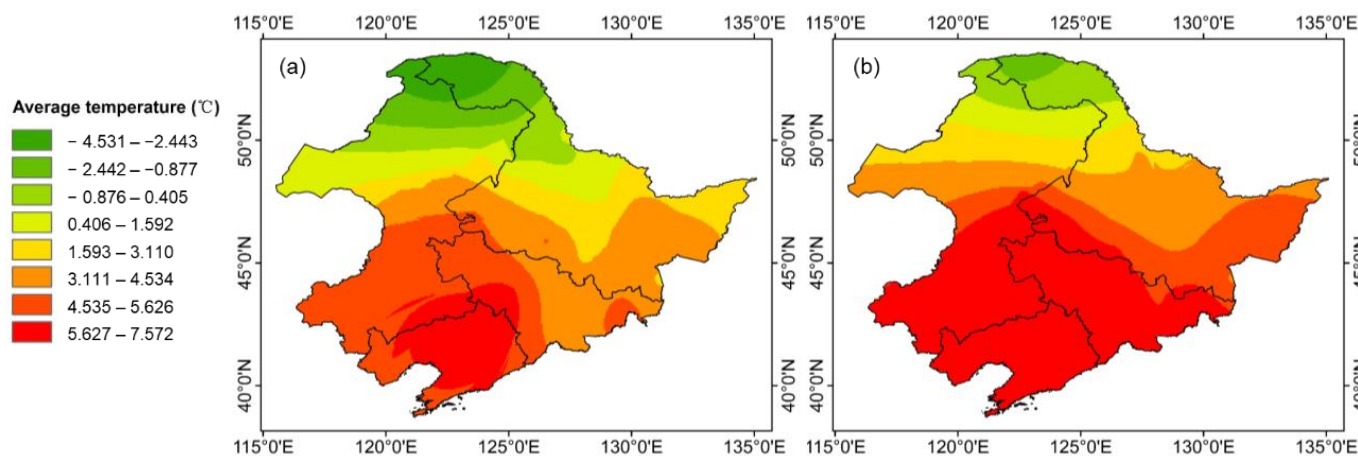 115°0'E 120°0'E 125°0'E 130°0'E 135°0'E 115°0'E 120°0'E 125°0'E 130°0'E 135°0'E
(a) (b)
Average temperature (℃)
− 4.531 – −2.443
− 2.442 – −0.877
− 0.876 – 0.405
0.406 – 1.592
1.593 – 3.110
3.111 – 4.534
4.535 – 5.626
5.627 – 7.572
50°0'N 50°0'N
45°0'N 45°0'N
40°0'N 40°0'N
115°0'E 120°0'E 125°0'E 130°0'E 135°0'E 115°0'E 120°0'E 125°0'E 130°0'E 135°0'E